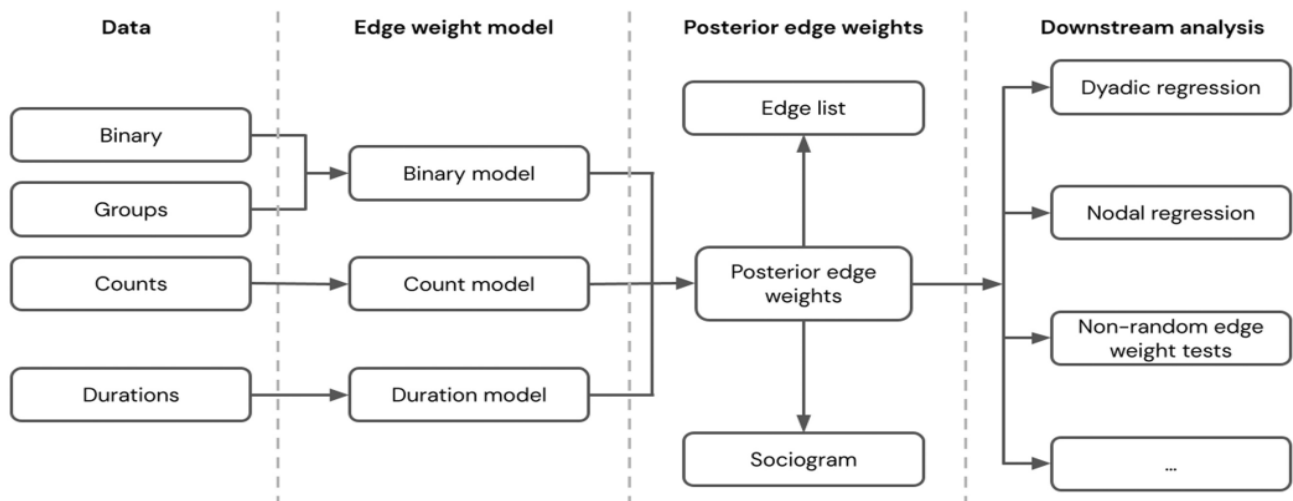 Data
Edge weight model
Posterior edge weights
Downstream analysis
Binary
Groups
Counts
Durations
Binary model
Count model
Duration model
Edge list
Posterior edge
weights
Sociogram
Dyadic regression
Nodal regression
Non-random edge
weight tests
...